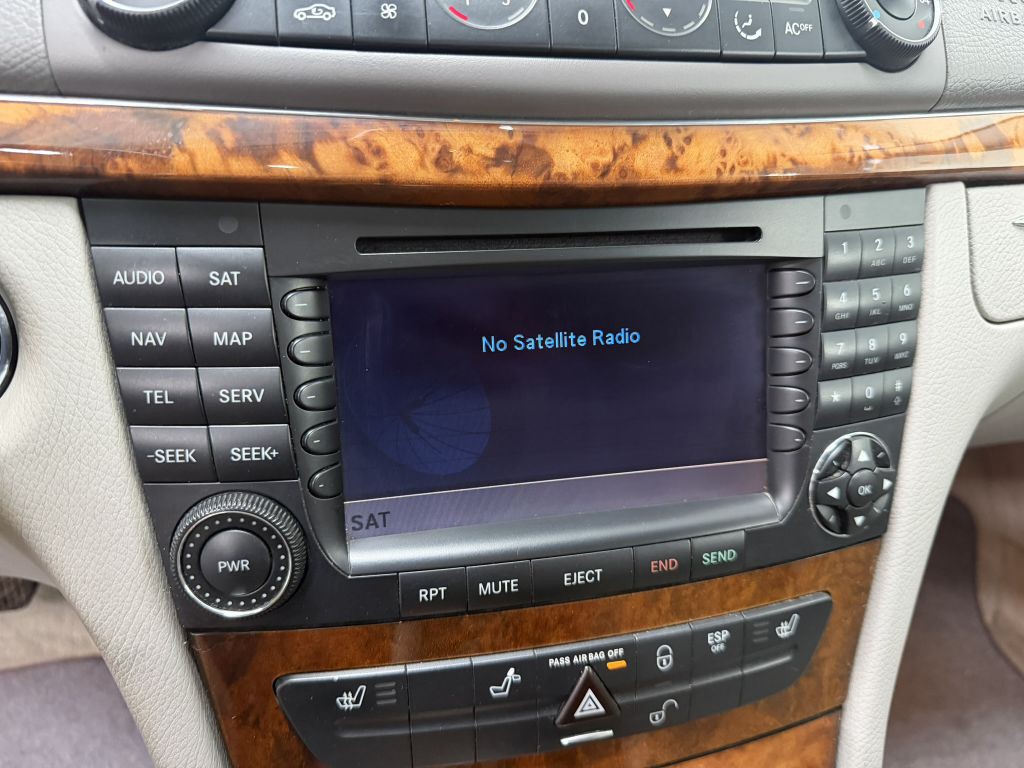 0
AC OFF
AIRBAG
AUDIO
SAT
NAV
MAP
TEL
SERV
-SEEK
SEEK+
PWR
No Satellite Radio
SAT
1
2 ABC
3 DEF
4 GHI
5 JKL
6 MNO
7 PQRS
8 TUV
9 WXYZ
*
0
#
OK
RPT
MUTE
EJECT
END
SEND
PASS AIR BAG OFF
ESP
OFF